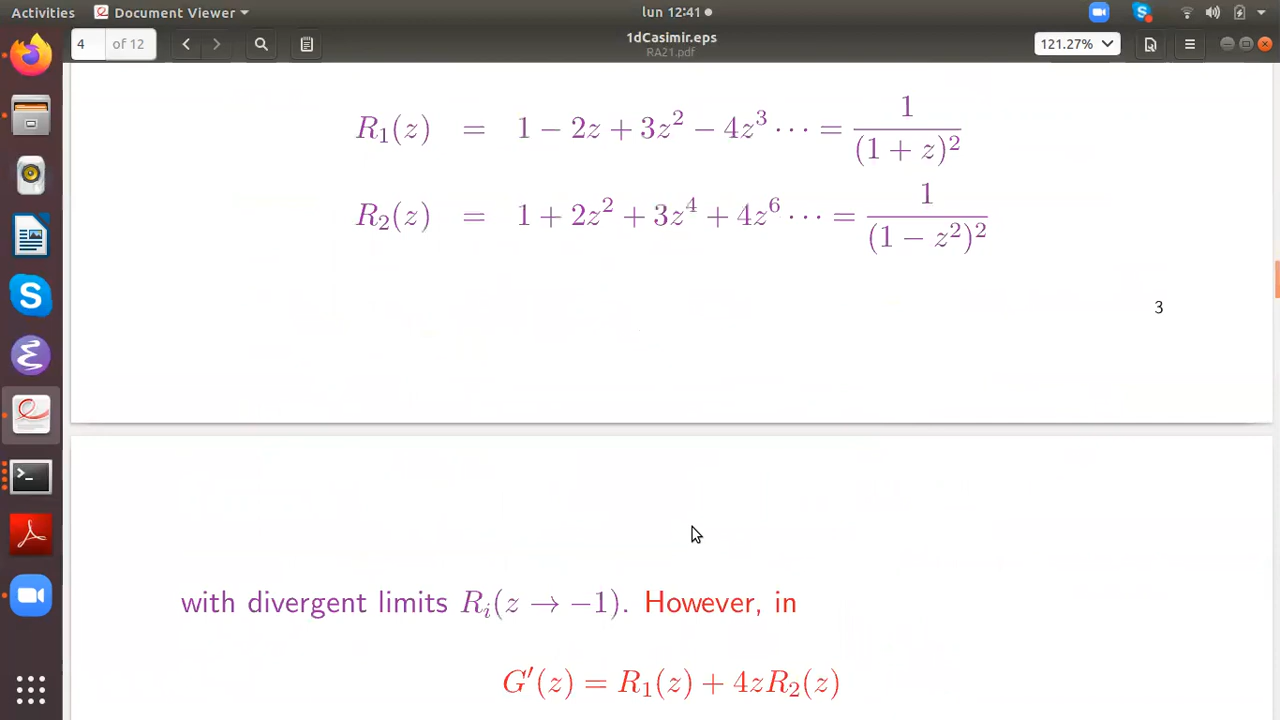 Activities Document Viewer lun 12:41
4 of 12 1dCasimir.eps 121.27%
RA21.pdf
R₁(z) = 1 − 2z + 3z² − 4z³ ⋯ = 1/(1 + z)²
R₂(z) = 1 + 2z² + 3z⁴ + 4z⁶ ⋯ = 1/(1 − z²)²
3
with divergent limits Rᵢ(z → −1). However, in
G′(z) = R₁(z) + 4zR₂(z)